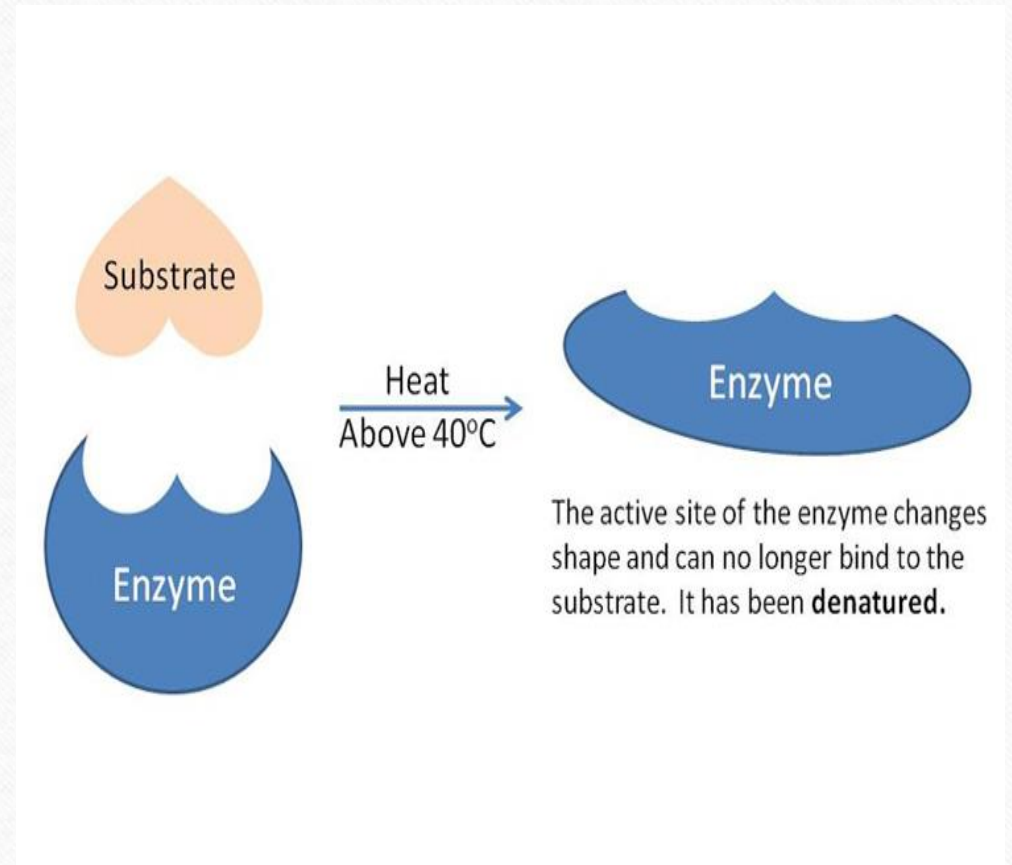 Substrate
Enzyme
Heat
Above 40°C
Enzyme
The active site of the enzyme changes
shape and can no longer bind to the
substrate. It has been denatured.